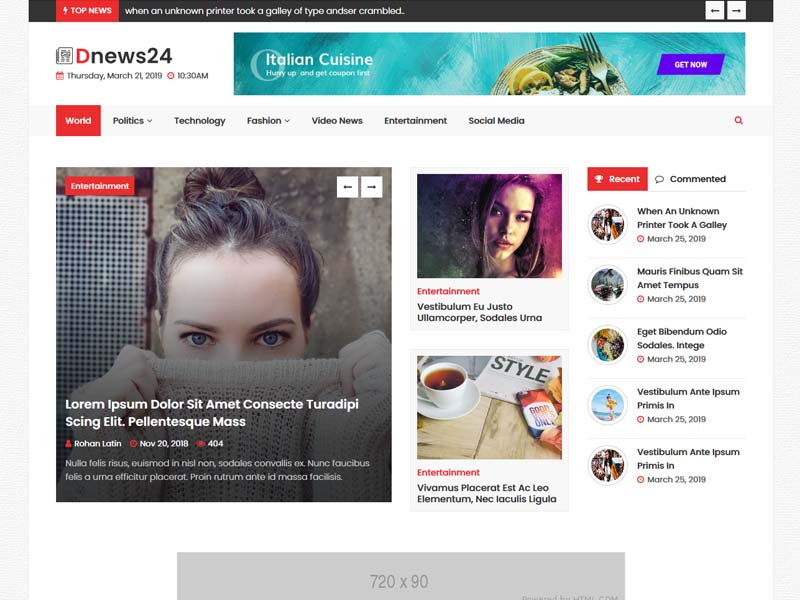 TOP NEWS when an unknown printer took a galley of type andser crambled..
Dnews24
Thursday, March 21, 2019 10:30AM
Italian Cuisine
Hurry up and get coupon first
GET NOW
World Politics Technology Fashion Video News Entertainment Social Media
Entertainment
Lorem Ipsum Dolor Sit Amet Consecte Turadipi
Scing Elit. Pellentesque Mass
Rohan Latin Nov 20, 2018 404
Nulla felis risus, euismod in nisl non, sodales convallis ex. Nunc faucibus
felis a urna efficitur placerat. Proin rutrum ante id massa facilisis.
Entertainment
Vestibulum Eu Justo
Ullamcorper, Sodales Urna
STYLE
GOOD
ONLY
Entertainment
Vivamus Placerat Est Ac Leo
Elementum, Nec Iaculis Ligula
Recent Commented
When An Unknown
Printer Took A Galley
March 25, 2019
Mauris Finibus Quam Sit
Amet Tempus
March 25, 2019
Eget Bibendum Odio
Sodales. Intege
March 25, 2019
Vestibulum Ante Ipsum
Primis In
March 25, 2019
Vestibulum Ante Ipsum
Primis In
March 25, 2019
720 x 90
Powered by HTML.COM